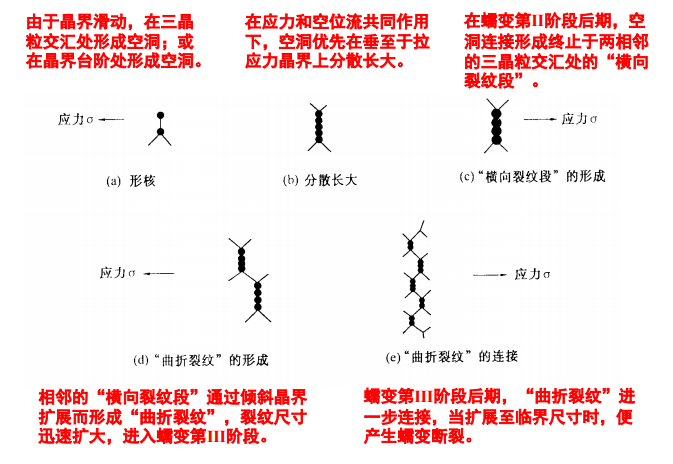 由于晶界滑动，在三晶
粒交汇处形成空洞；或
在晶界台阶处形成空洞。
在应力和空位流共同作用
下，空洞优先在垂至于拉
应力晶界上分散长大。
在蠕变第II阶段后期，空
洞连接形成终止于两相邻
的三晶粒交汇处的“横向
裂纹段”。
应力σ
应力σ
(a) 形核
(b) 分散长大
(c)“横向裂纹段”的形成
应力σ
应力σ
(d)“曲折裂纹”的形成
(e)“曲折裂纹”的连接
相邻的“横向裂纹段”通过倾斜晶界
扩展而形成“曲折裂纹”，裂纹尺寸
迅速扩大，进入蠕变第III阶段。
蠕变第III阶段后期，“曲折裂纹”进
一步连接，当扩展至临界尺寸时，便
产生蠕变断裂。